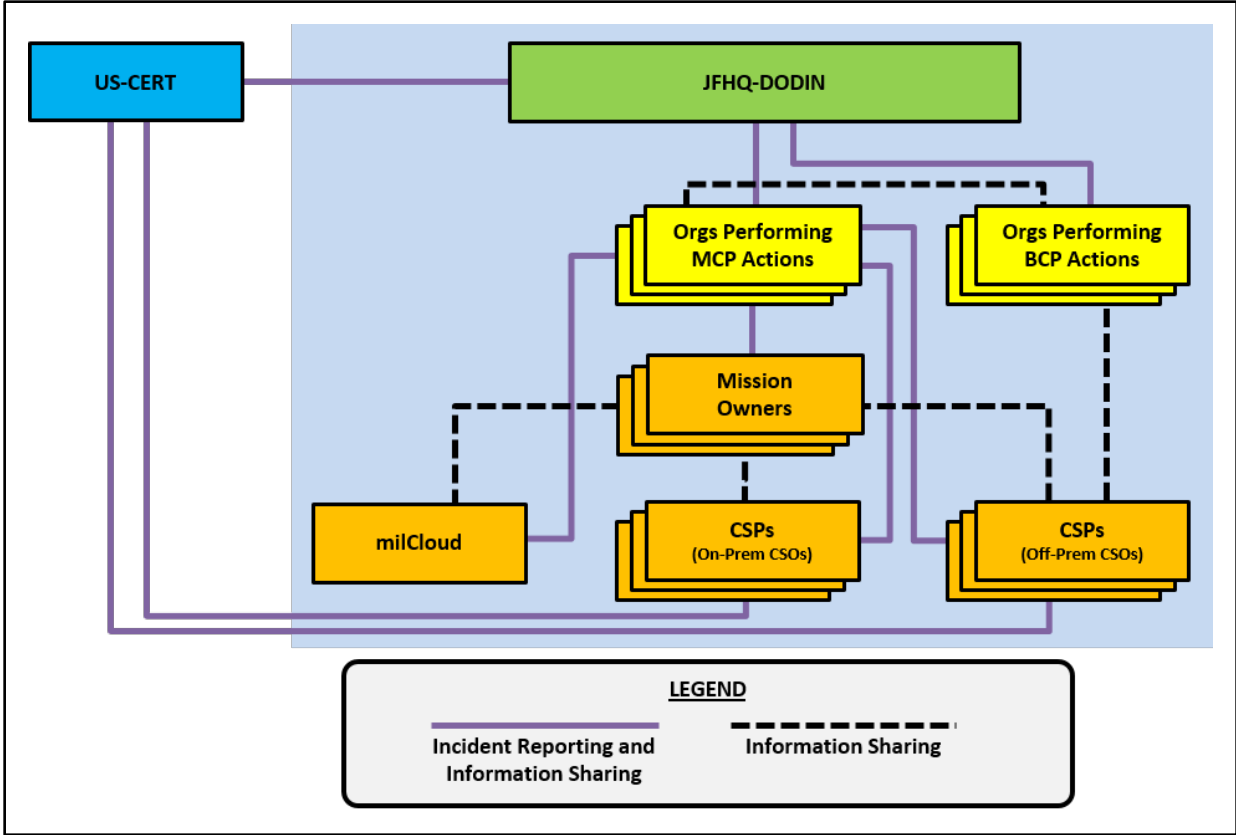 US-CERT
JFHQ-DODIN
Orgs Performing
MCP Actions
Orgs Performing
BCP Actions
Mission
Owners
milCloud
CSPs
(On-Prem CSOs)
CSPs
(Off-Prem CSOs)
LEGEND
Incident Reporting and
Information Sharing
Information Sharing